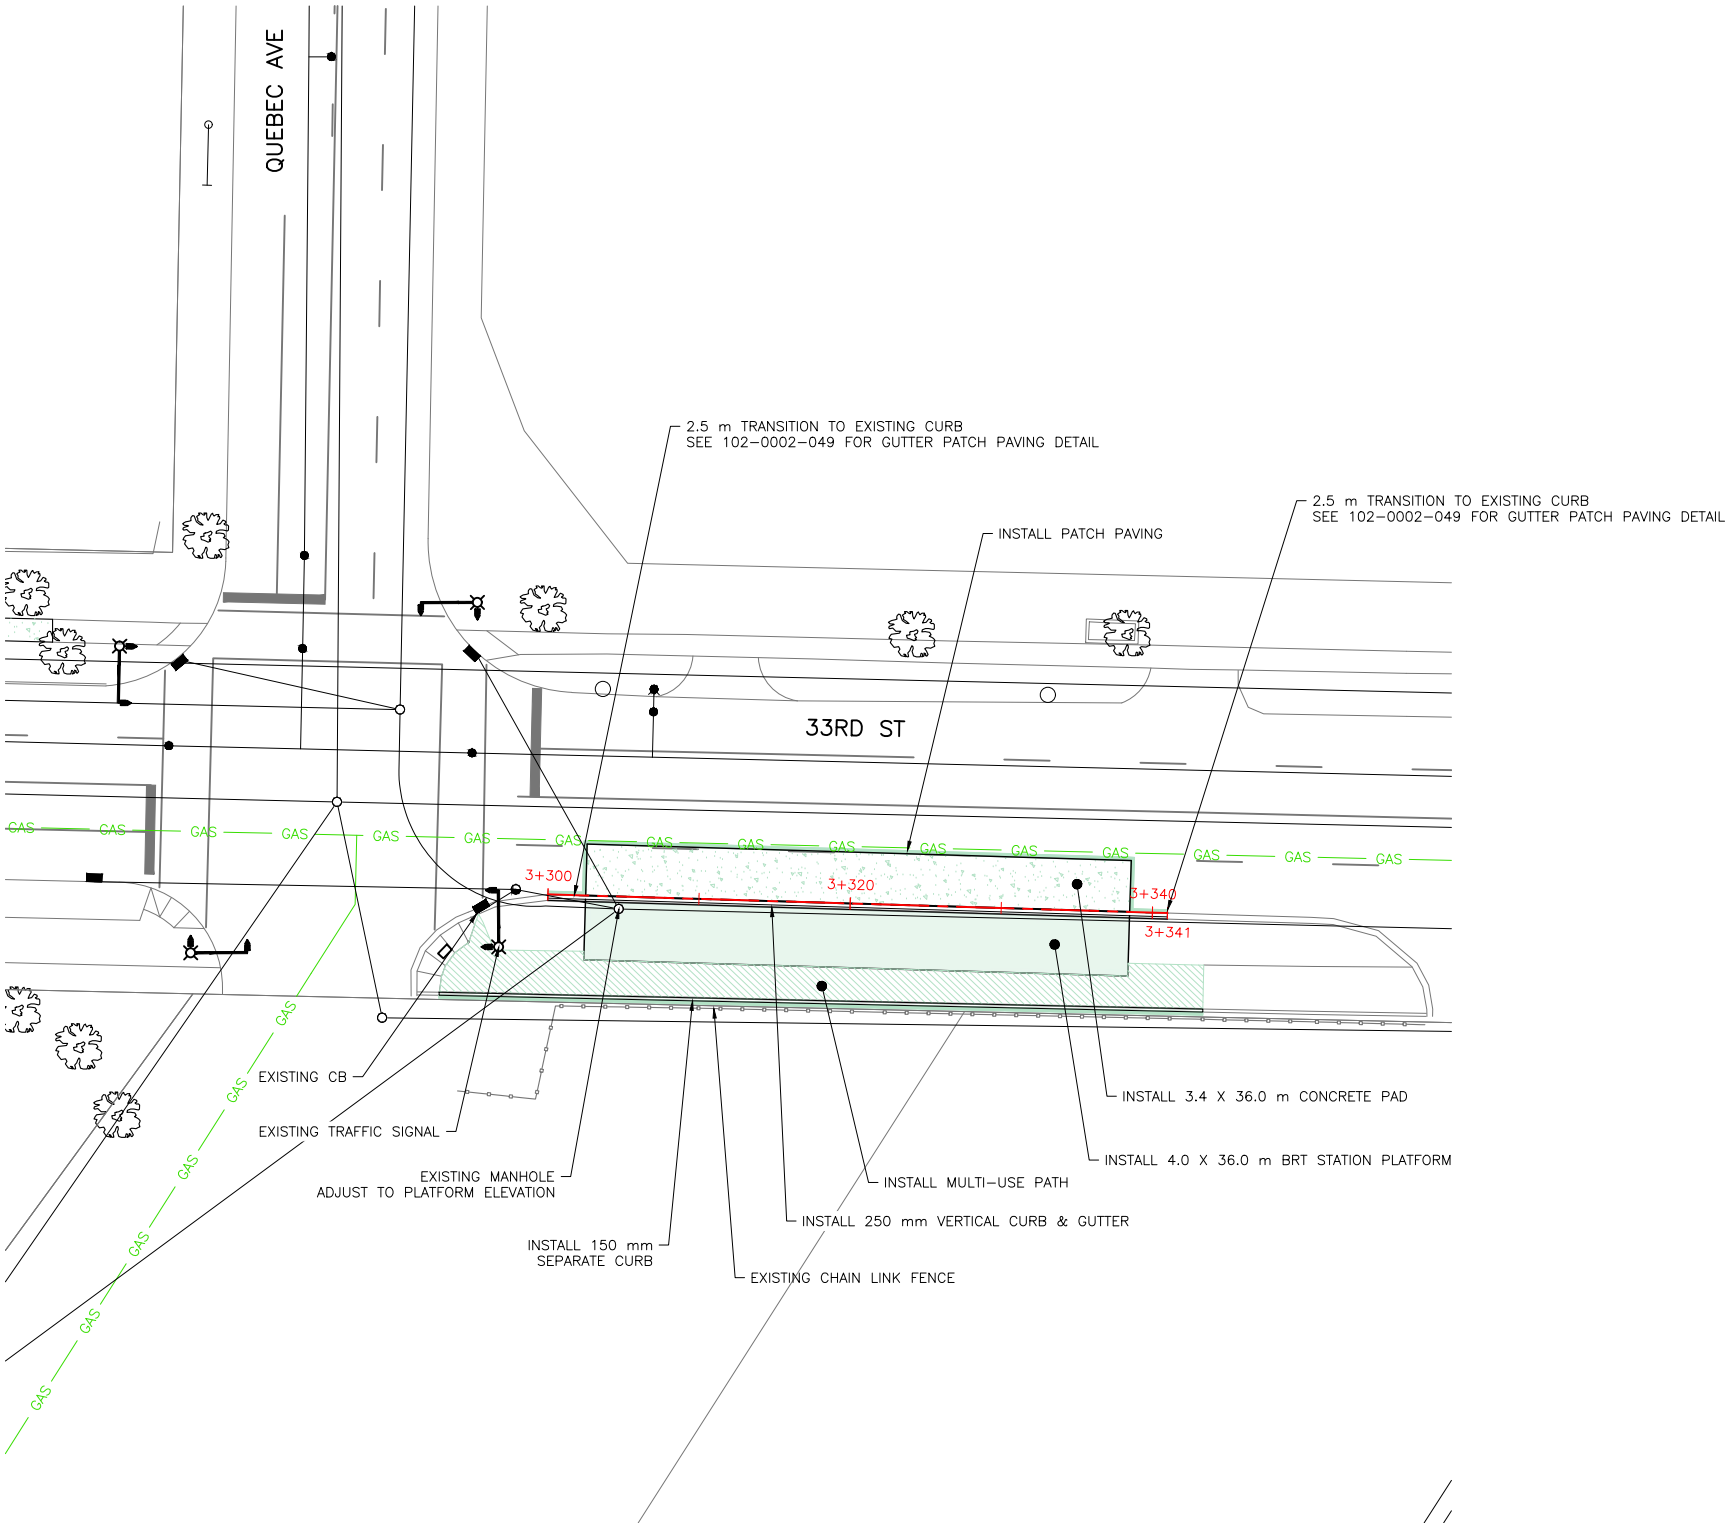 QUEBEC AVE
2.5 m TRANSITION TO EXISTING CURB
SEE 102-0002-049 FOR GUTTER PATCH PAVING DETAIL
2.5 m TRANSITION TO EXISTING CURB
SEE 102-0002-049 FOR GUTTER PATCH PAVING DETAIL
INSTALL PATCH PAVING
33RD ST
GAS GAS GAS GAS GAS GAS GAS GAS GAS GAS GAS GAS GAS GAS GAS GAS
3+300
3+320
3+340
3+341
GAS
GAS
GAS
GAS
GAS
GAS
EXISTING CB
EXISTING TRAFFIC SIGNAL
EXISTING MANHOLE
ADJUST TO PLATFORM ELEVATION
INSTALL 150 mm
SEPARATE CURB
EXISTING CHAIN LINK FENCE
INSTALL 250 mm VERTICAL CURB & GUTTER
INSTALL MULTI-USE PATH
INSTALL 4.0 X 36.0 m BRT STATION PLATFORM
INSTALL 3.4 X 36.0 m CONCRETE PAD